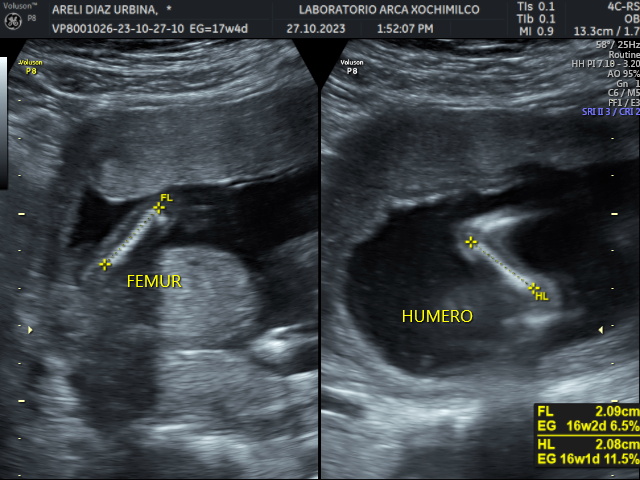 Voluson™
P8
ARELI DIAZ URBINA, *
VP8001026-23-10-27-10 EG=17w4d
LABORATORIO ARCA XOCHIMILCO
27.10.2023 1:52:07 PM
TIs 0.1
TIb 0.1
MI 0.9
4C-RS
OB
13.3cm / 1.7
58° / 25Hz
Routine
HH PI 7.18 - 3.20
AO 95%
Gn 1
C6 / M5
FF1 / E3
SRI II 3 / CRI 2
Voluson
P8
Voluson
P8
FL
FEMUR
HL
HUMERO
FL 2.09cm
EG 16w2d 6.5%
HL 2.08cm
EG 16w1d 11.5%